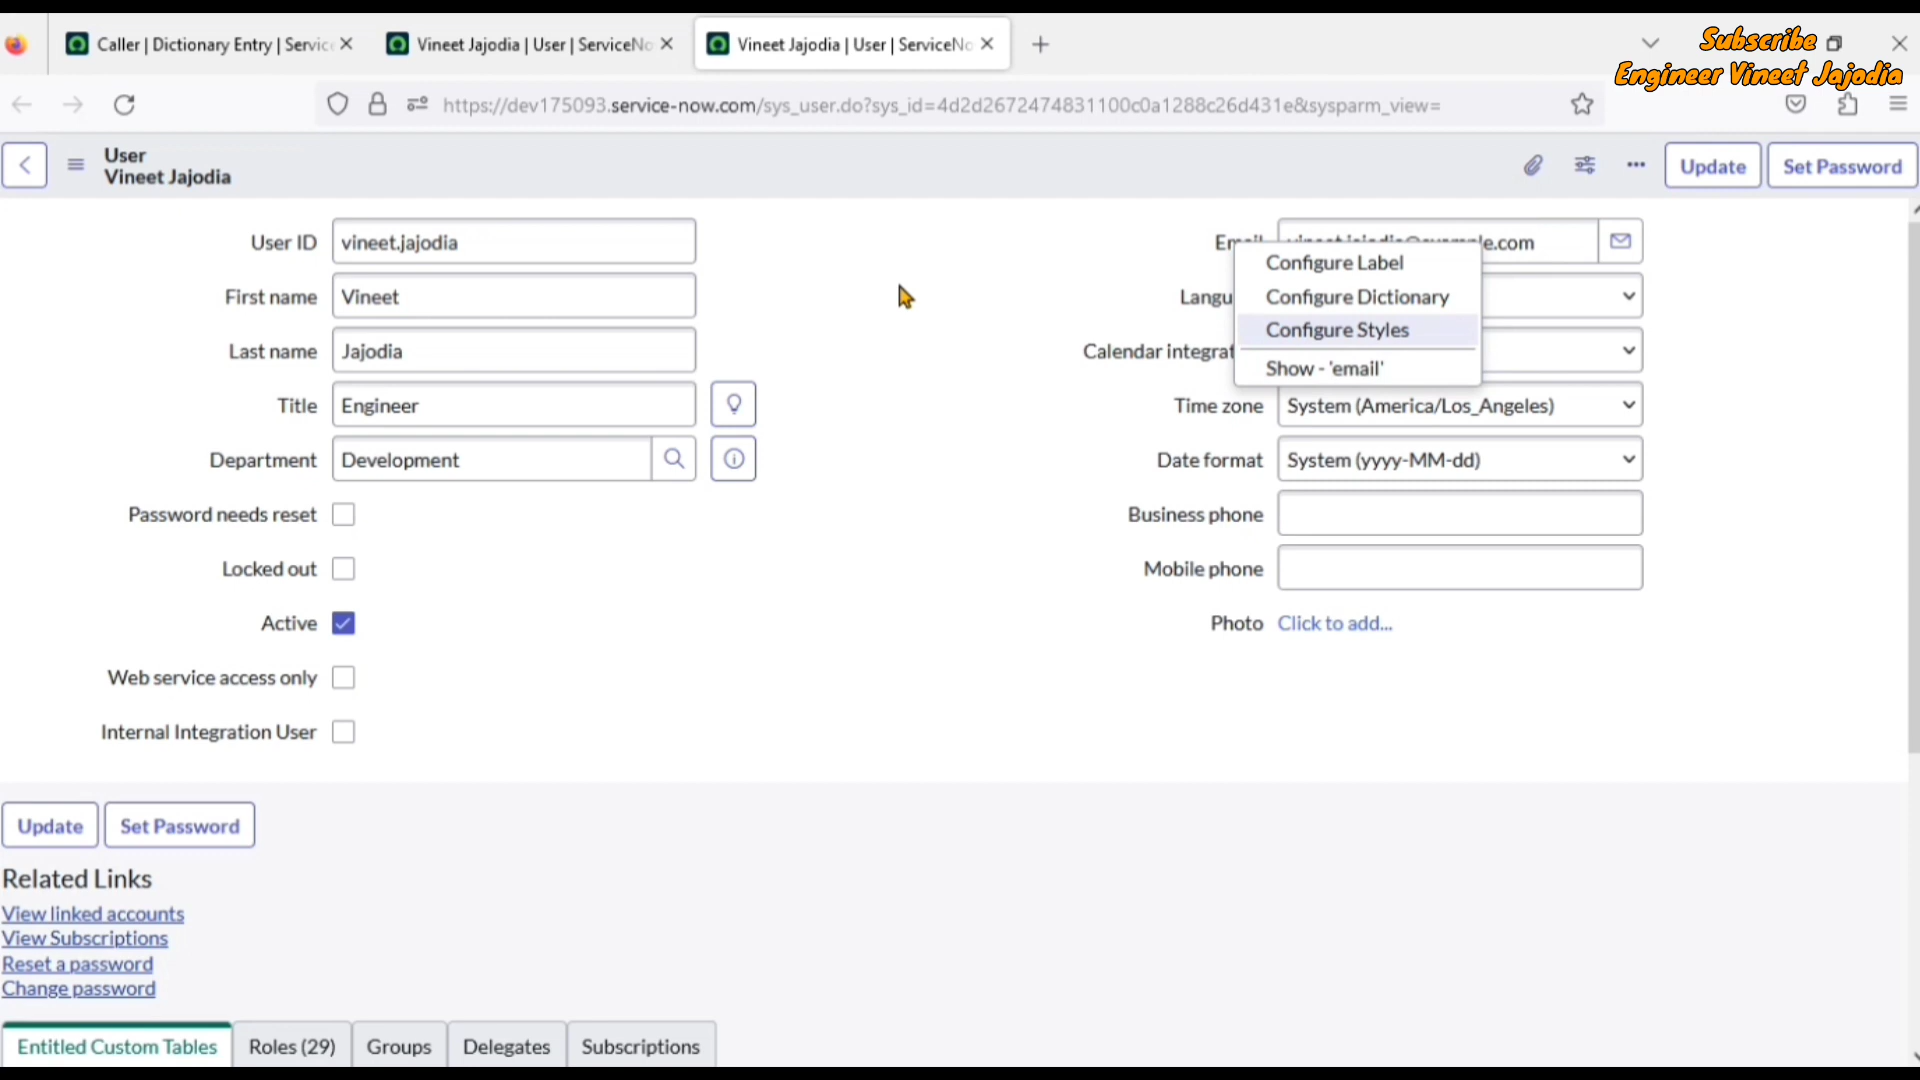 Caller | Dictionary Entry | Servic
Vineet Jajodia | User | ServiceNo
Vineet Jajodia | User | ServiceNo
Subscribe
Engineer Vineet Jajodia
https://dev175093.service-now.com/sys_user.do?sys_id=4d2d2672474831100c0a1288c26d431e&sysparm_view=
User
Vineet Jajodia
Update
Set Password
User ID
vineet.jajodia
First name
Vineet
Last name
Jajodia
Title
Engineer
Department
Development
Password needs reset
Locked out
Active
Web service access only
Internal Integration User
Email
vineet.jajodia@example.com
Configure Label
Configure Dictionary
Configure Styles
Show - 'email'
Langu
Calendar integrat
Time zone
System (America/Los_Angeles)
Date format
System (yyyy-MM-dd)
Business phone
Mobile phone
Photo
Click to add...
Update
Set Password
Related Links
View linked accounts
View Subscriptions
Reset a password
Change password
Entitled Custom Tables
Roles (29)
Groups
Delegates
Subscriptions